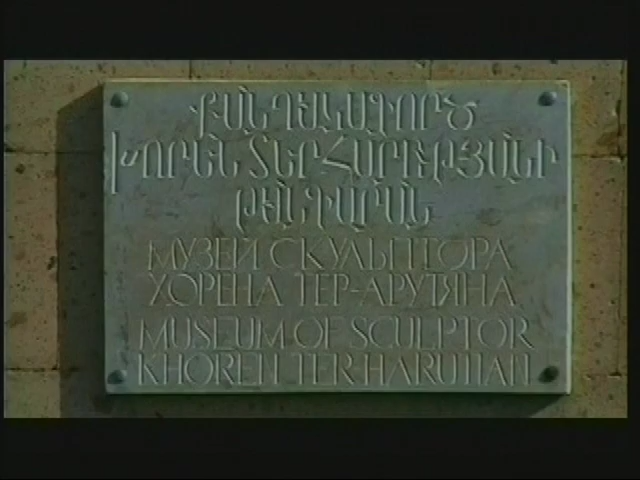 ՔԱՆԴԱԿԱԳՈՐԾ
ԽՈՐԵՆ ՏԵՐ-ՀԱՐՈՒԹՅԱՆԻ
ԹԱՆԳԱՐԱՆ
МУЗЕЙ СКУЛЬПТОРА
ХОРЕНА ТЕР-АРУТЯНА
MUSEUM OF SCULPTOR
KHOREN TER HARUTIAN